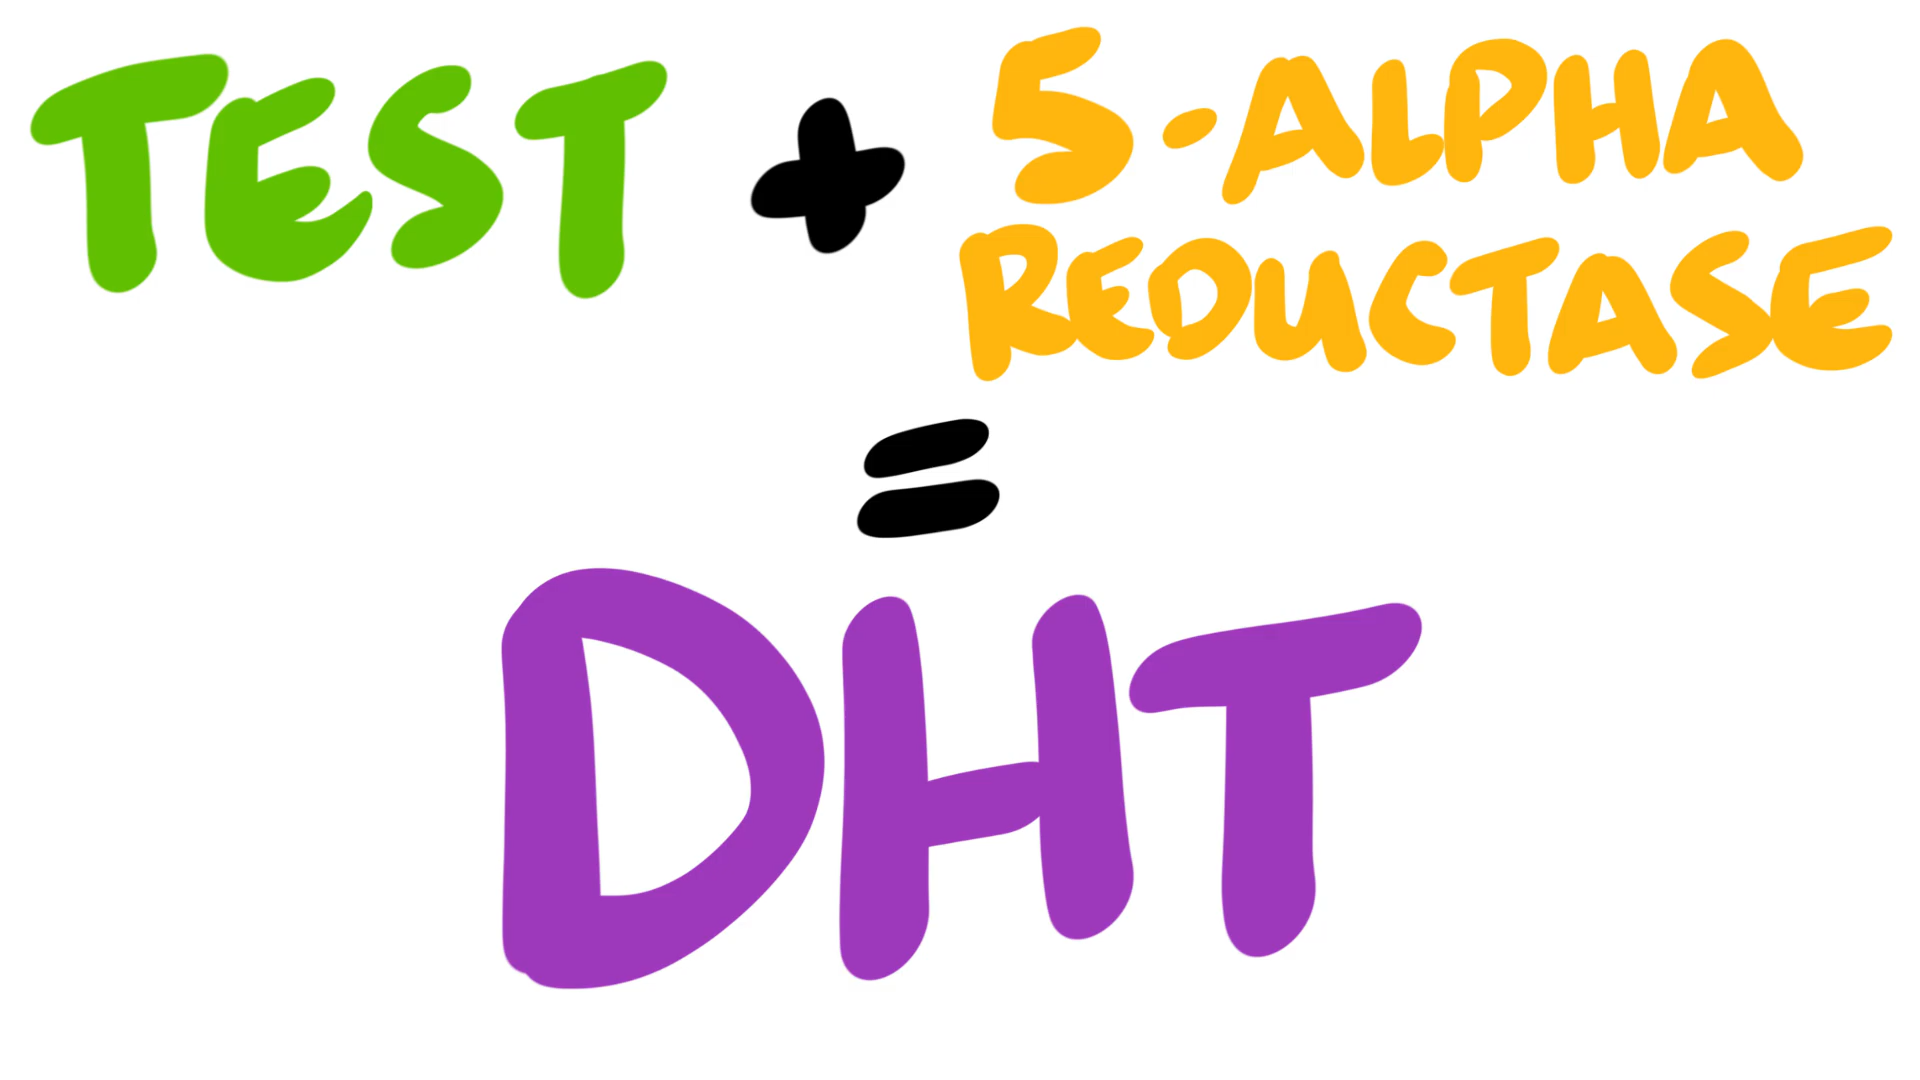 TEST + 5-ALPHA
REDUCTASE
=
DHT